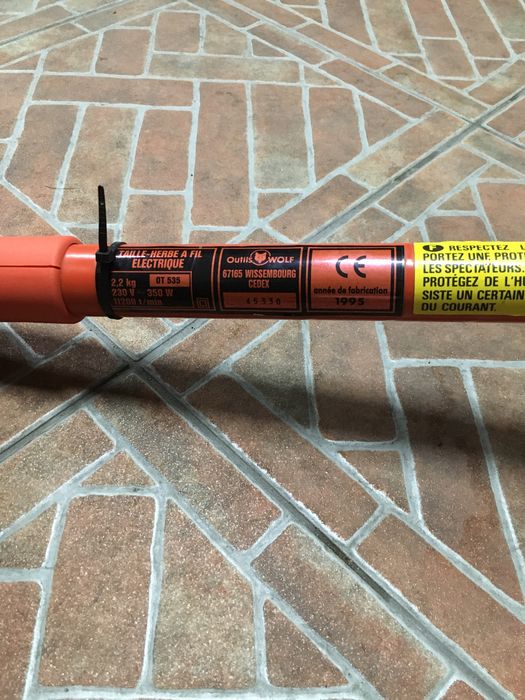 TAILLE-HERBE A FIL
ELECTRIQUE
2,2 kg OT 535
230 V ~ 350 W
11200 t/min
Outils WOLF
67165 WISSEMBOURG
CEDEX
45330
CE
année de fabrication
1995
F RESPECTEZ
PORTEZ UNE PROT
LES SPECTATEURS.
PROTÉGEZ DE L'HU
SISTE UN CERTAIN
DU COURANT.